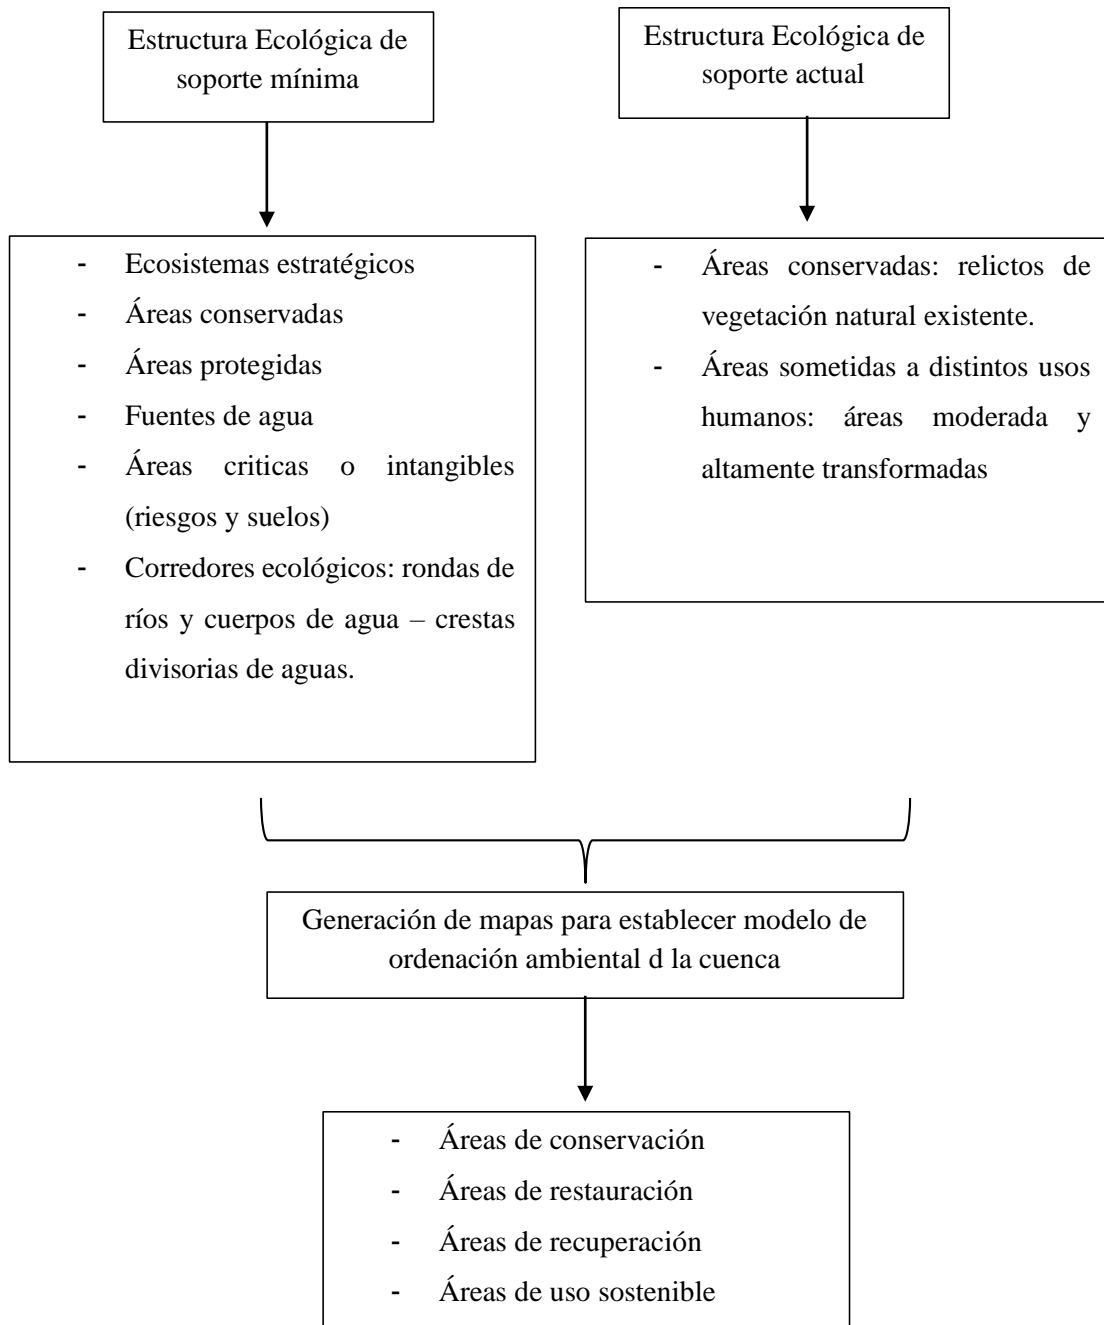 Estructura Ecológica de
soporte mínima
Estructura Ecológica de
soporte actual
- Ecosistemas estratégicos
- Áreas conservadas
- Áreas protegidas
- Fuentes de agua
- Áreas criticas o intangibles
(riesgos y suelos)
- Corredores ecológicos: rondas de
ríos y cuerpos de agua – crestas
divisorias de aguas.
- Áreas conservadas: relictos de
vegetación natural existente.
- Áreas sometidas a distintos usos
humanos: áreas moderada y
altamente transformadas
Generación de mapas para establecer modelo de
ordenación ambiental d la cuenca
- Áreas de conservación
- Áreas de restauración
- Áreas de recuperación
- Áreas de uso sostenible